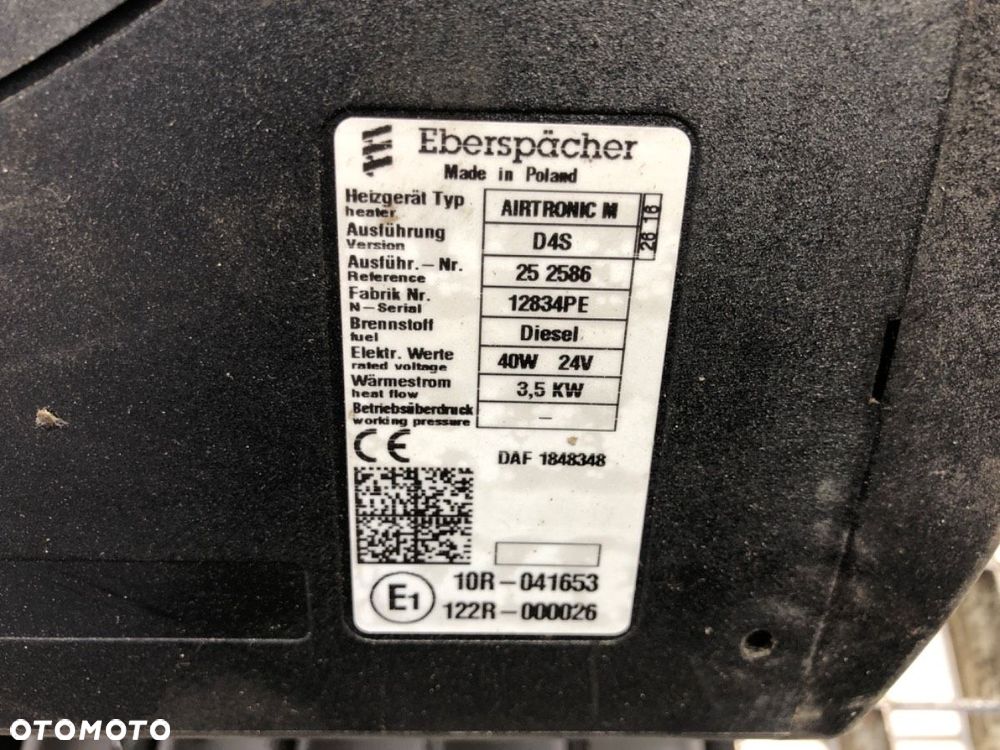 Eberspächer
Made in Poland
Heizgerät Typ
heater
AIRTRONIC M
26 16
Ausführung
Version
D4S
Ausführ.-Nr.
Reference
25 2586
Fabrik Nr.
N-Serial
12834PE
Brennstoff
fuel
Diesel
Elektr. Werte
rated voltage
40W 24V
Wärmestrom
heat flow
3,5 KW
Betriebsüberdruck
working pressure
–
CE
DAF 1848348
E1
10R-041653
122R-000026
OTOMOTO